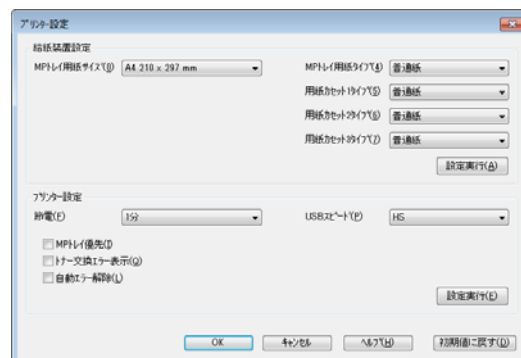 プリンター設定
給紙装置設定
MPトレイ用紙サイズ(0) A4 210 x 297 mm
MPトレイ用紙タイプ(4) 普通紙
用紙カセット1タイプ(5) 普通紙
用紙カセット2タイプ(6) 普通紙
用紙カセット3タイプ(7) 普通紙
設定実行(A)
プリンター設定
節電(F) 1分
USBスピード(P) HS
MPトレイ優先(I)
トナー交換エラー表示(Q)
自動エラー解除(L)
設定実行(E)
OK キャンセル ヘルプ(H) 初期値に戻す(D)